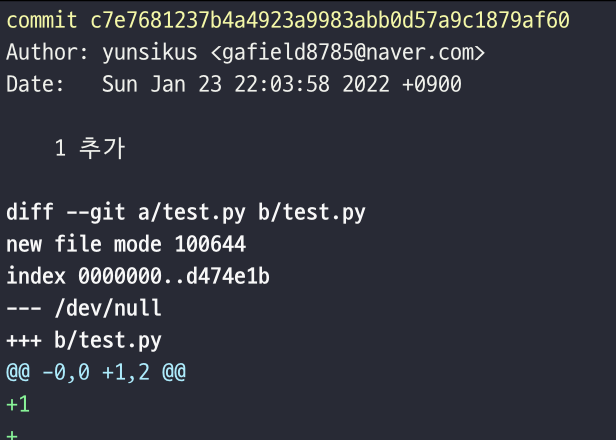 commit c7e7681237b4a4923a9983abb0d57a9c1879af60
Author: yunsikus <gafield8785@naver.com>
Date:   Sun Jan 23 22:03:58 2022 +0900
1 추가
diff --git a/test.py b/test.py
new file mode 100644
index 0000000..d474e1b
--- /dev/null
+++ b/test.py
@@ -0,0 +1,2 @@
+1
+